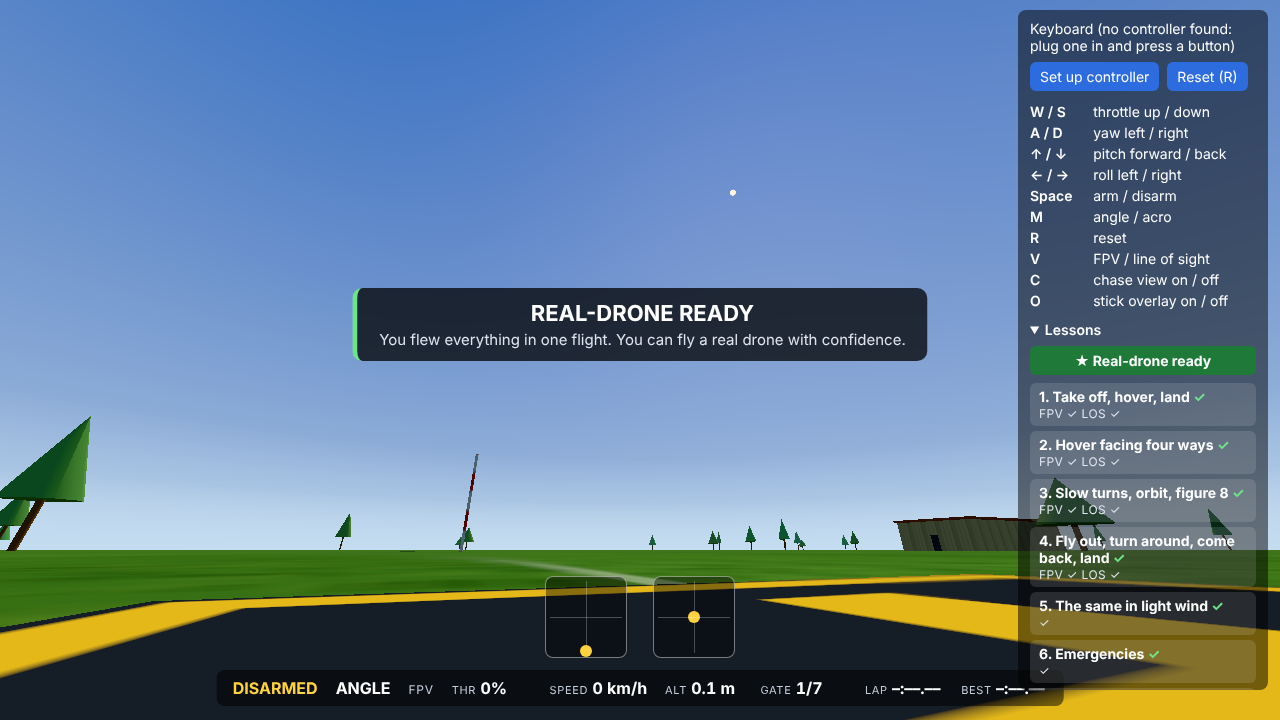 Keyboard (no controller found:
plug one in and press a button)
Set up controller
Reset (R)
W / S throttle up / down
A / D yaw left / right
↑ / ↓ pitch forward / back
← / → roll left / right
Space arm / disarm
M angle / acro
R reset
V FPV / line of sight
C chase view on / off
O stick overlay on / off
▼ Lessons
★ Real-drone ready
1. Take off, hover, land ✓
FPV ✓ LOS ✓
2. Hover facing four ways ✓
FPV ✓ LOS ✓
3. Slow turns, orbit, figure 8 ✓
FPV ✓ LOS ✓
4. Fly out, turn around, come
back, land ✓
FPV ✓ LOS ✓
5. The same in light wind ✓
✓
6. Emergencies ✓
✓
REAL-DRONE READY
You flew everything in one flight. You can fly a real drone with confidence.
DISARMED ANGLE FPV THR 0% SPEED 0 km/h ALT 0.1 m GATE 1/7 LAP –:––.–– BEST –:––.––